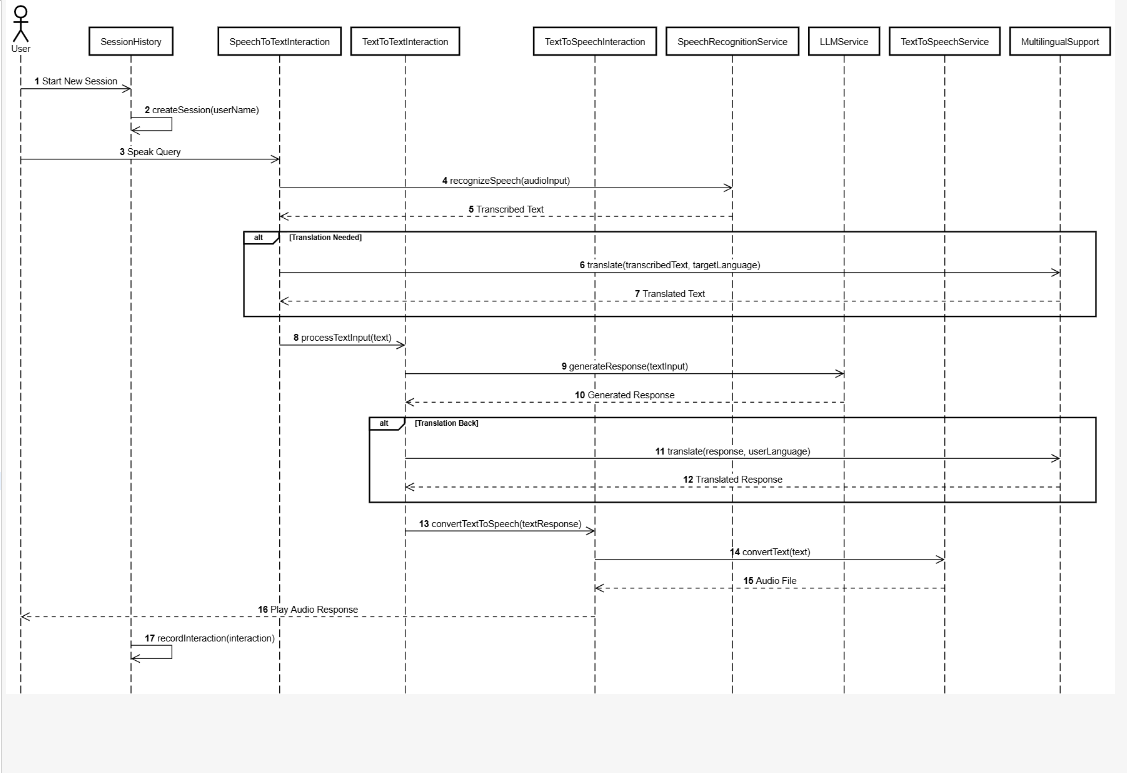 User
SessionHistory
SpeechToTextInteraction
TextToTextInteraction
TextToSpeechInteraction
SpeechRecognitionService
LLMService
TextToSpeechService
MultilingualSupport
1 Start New Session
2 createSession(userName)
3 Speak Query
4 recognizeSpeech(audioInput)
5 Transcribed Text
alt [Translation Needed]
6 translate(transcribedText, targetLanguage)
7 Translated Text
8 processTextInput(text)
9 generateResponse(textInput)
10 Generated Response
alt [Translation Back]
11 translate(response, userLanguage)
12 Translated Response
13 convertTextToSpeech(textResponse)
14 convertText(text)
15 Audio File
16 Play Audio Response
17 recordInteraction(interaction)